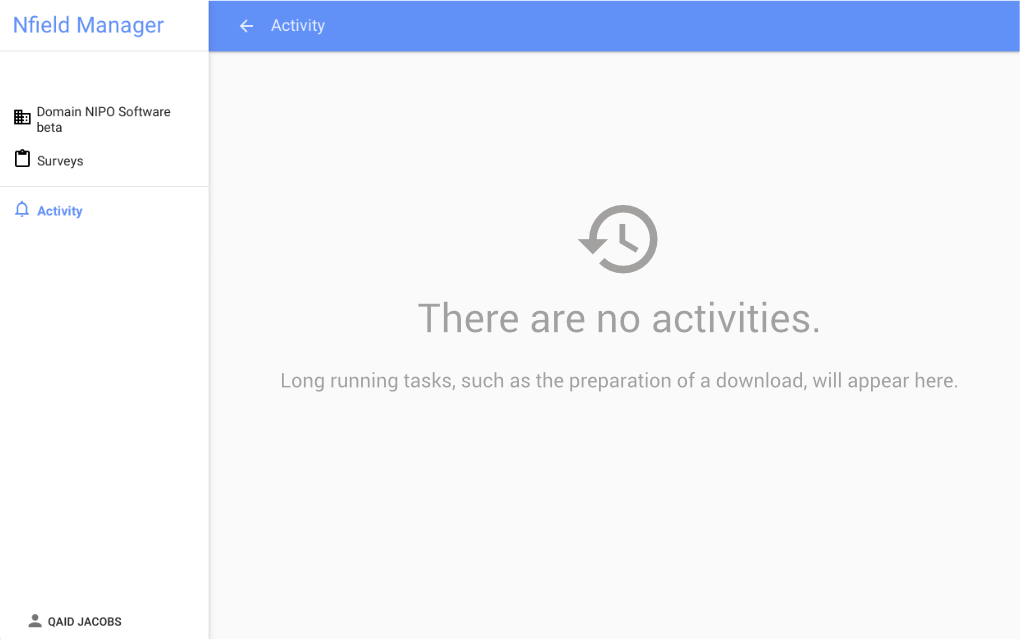 Nfield Manager
Activity
Domain NIPO Software
beta
Surveys
Activity
There are no activities.
Long running tasks, such as the preparation of a download, will appear here.
QAID JACOBS